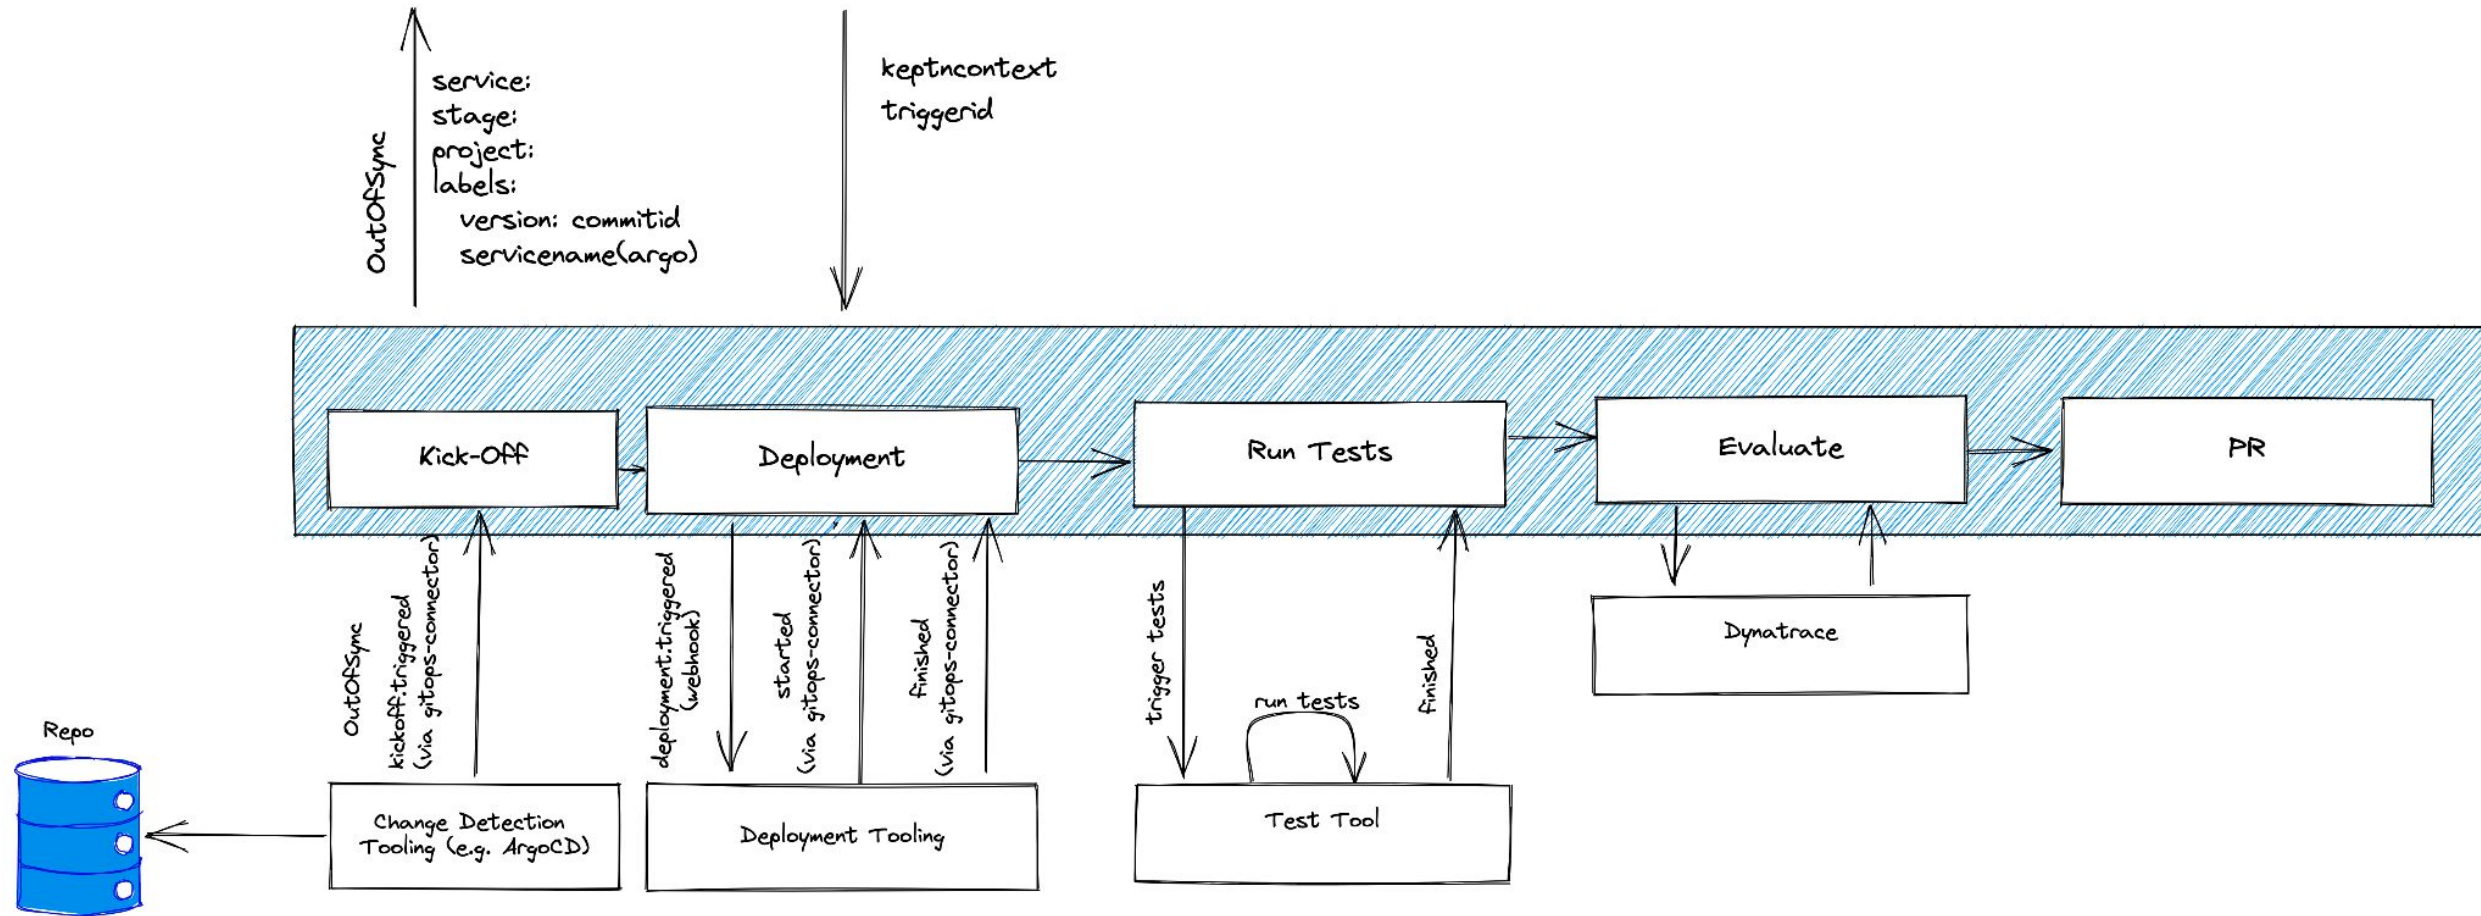 OutOfSync
service:
stage:
project:
labels:
version: commitid
servicename(argo)
keptncontext
triggerid
Kick-Off
Deployment
Run Tests
Evaluate
PR
OutOfSync
kickoff.triggered
(via gitops-connector)
deployment.triggered
(webhook)
started
(via gitops-connector)
finished
(via gitops-connector)
trigger tests
run tests
finished
Dynatrace
Repo
Change Detection
Tooling (e.g. ArgoCD)
Deployment Tooling
Test Tool